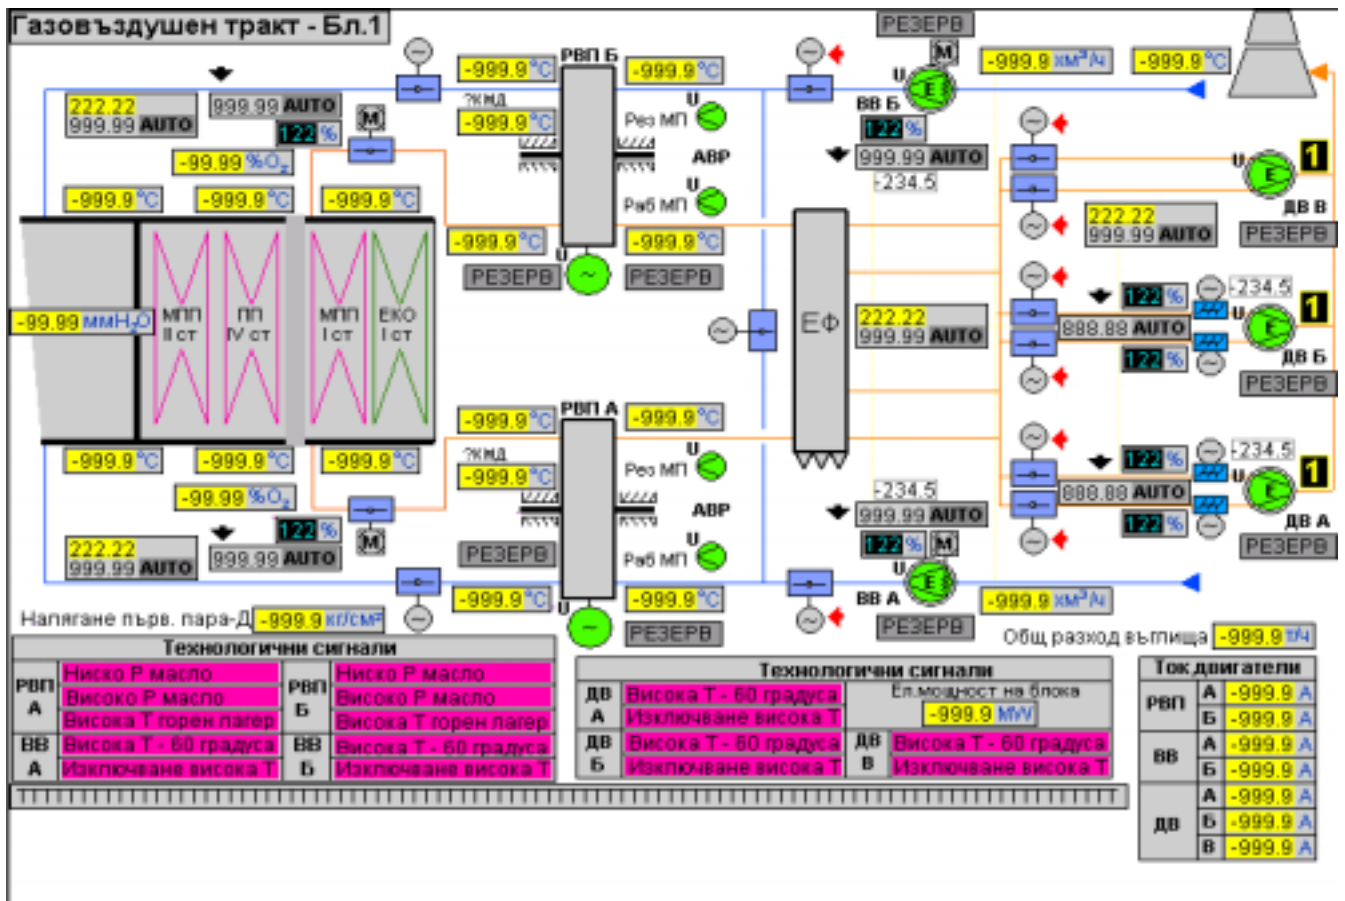 Газовъздушен тракт - Бл.1
РЕЗЕРВ
-999.9 °C
РВП Б
-999.9 °C
М
-999.9 хм³/ч
-999.9 °C
U
ВВ Б
222.22
999.99 AUTO
999.99 AUTO
122 %
М
?КМД
-999.9 °C
U
Рез МП
АВР
122 %
999.99 AUTO
-234.5
-99.99 %O₂
U
Раб МП
U
1
ДВ В
РЕЗЕРВ
-999.9 °C
-999.9 °C
-999.9 °C
222.22
999.99 AUTO
-999.9 °C
U
-999.9 °C
РЕЗЕРВ
РЕЗЕРВ
-99.99 ммH₂O
МПП
II ст
ПП
IV ст
МПП
I ст
ЕКО
I ст
ЕФ
222.22
999.99 AUTO
122 %
-234.5
888.88 AUTO
U
1
122 %
ДВ Б
РЕЗЕРВ
-999.9 °C
РВП А
-999.9 °C
-999.9 °C
-999.9 °C
-999.9 °C
?КМД
-999.9 °C
U
Рез МП
АВР
122 %
-234.5
888.88 AUTO
U
1
122 %
ДВ А
РЕЗЕРВ
-99.99 %O₂
-234.5
999.99 AUTO
122 %
М
222.22
999.99 AUTO
999.99 AUTO
122 %
М
РЕЗЕРВ
U
Раб МП
U
ВВ А
-999.9 °C
U
-999.9 °C
-999.9 хм³/ч
РЕЗЕРВ
РЕЗЕРВ
Напягане първ. пара-Д -999.9 кг/см²
Общ разход въглища -999.9 т/ч
Технологични сигнали
РВП А
Ниско Р масло
Високо Р масло
Висока Т горен лагер
РВП Б
Ниско Р масло
Високо Р масло
Висока Т горен лагер
ВВ А
Висока Т - 60 градуса
Изключване висока Т
ВВ Б
Висока Т - 60 градуса
Изключване висока Т
Технологични сигнали
ДВ А
Висока Т - 60 градуса
Изключване висока Т
Ел.мощност на блока
-999.9 MW
ДВ Б
Висока Т - 60 градуса
Изключване висока Т
ДВ В
Висока Т - 60 градуса
Изключване висока Т
Ток двигатели
РВП
А -999.9 А
Б -999.9 А
ВВ
А -999.9 А
Б -999.9 А
ДВ
А -999.9 А
Б -999.9 А
В -999.9 А